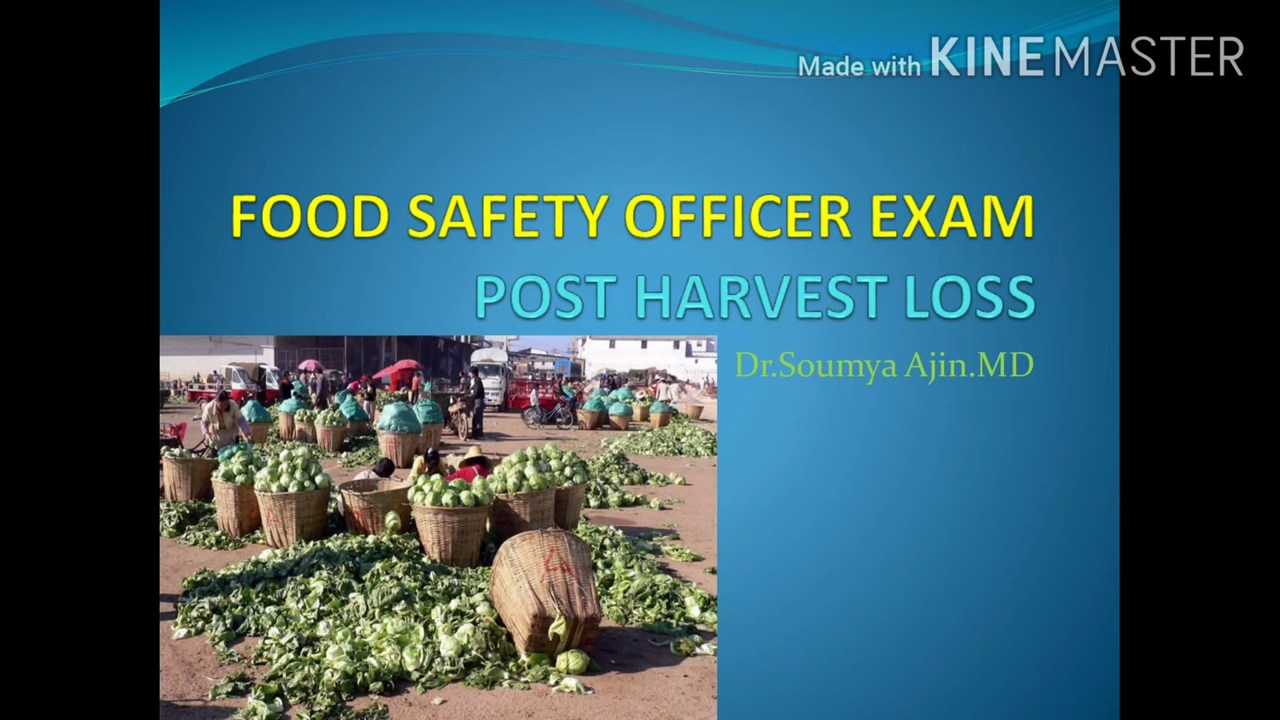 Made with KINEMASTER
FOOD SAFETY OFFICER EXAM
POST HARVEST LOSS
Dr.Soumya Ajin.MD